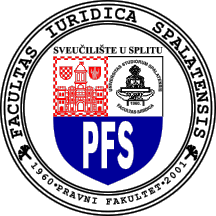 FACULTAS IURIDICA SPALATENSIS
SVEUČILIŠTE U SPLITU
PFS
1960•PRAVNI FAKULTET•2001